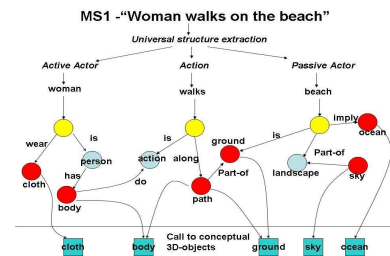 MS1 -“Woman walks on the beach”
Universal structure extraction
Active Actor Action Passive Actor
woman walks beach
imply
ocean
ground
wear is is along is
person action Part-of
cloth has do Part-of landscape sky
body path
Call to conceptual
3D-objects
cloth body ground sky ocean